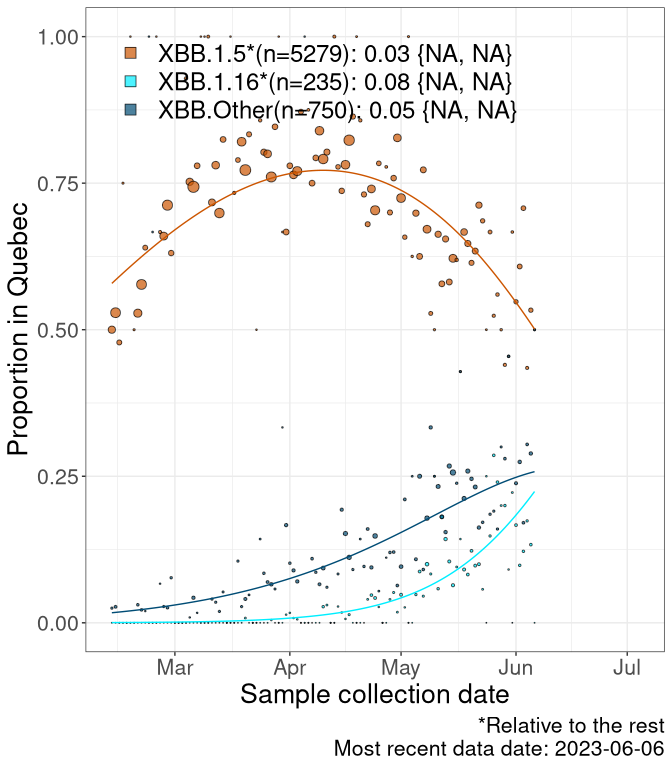 1.00
XBB.1.5*(n=5279): 0.03 {NA, NA}
XBB.1.16*(n=235): 0.08 {NA, NA}
XBB.Other(n=750): 0.05 {NA, NA}
0.75
0.50
0.25
0.00
Proportion in Quebec
Mar Apr May Jun Jul
Sample collection date
*Relative to the rest
Most recent data date: 2023-06-06